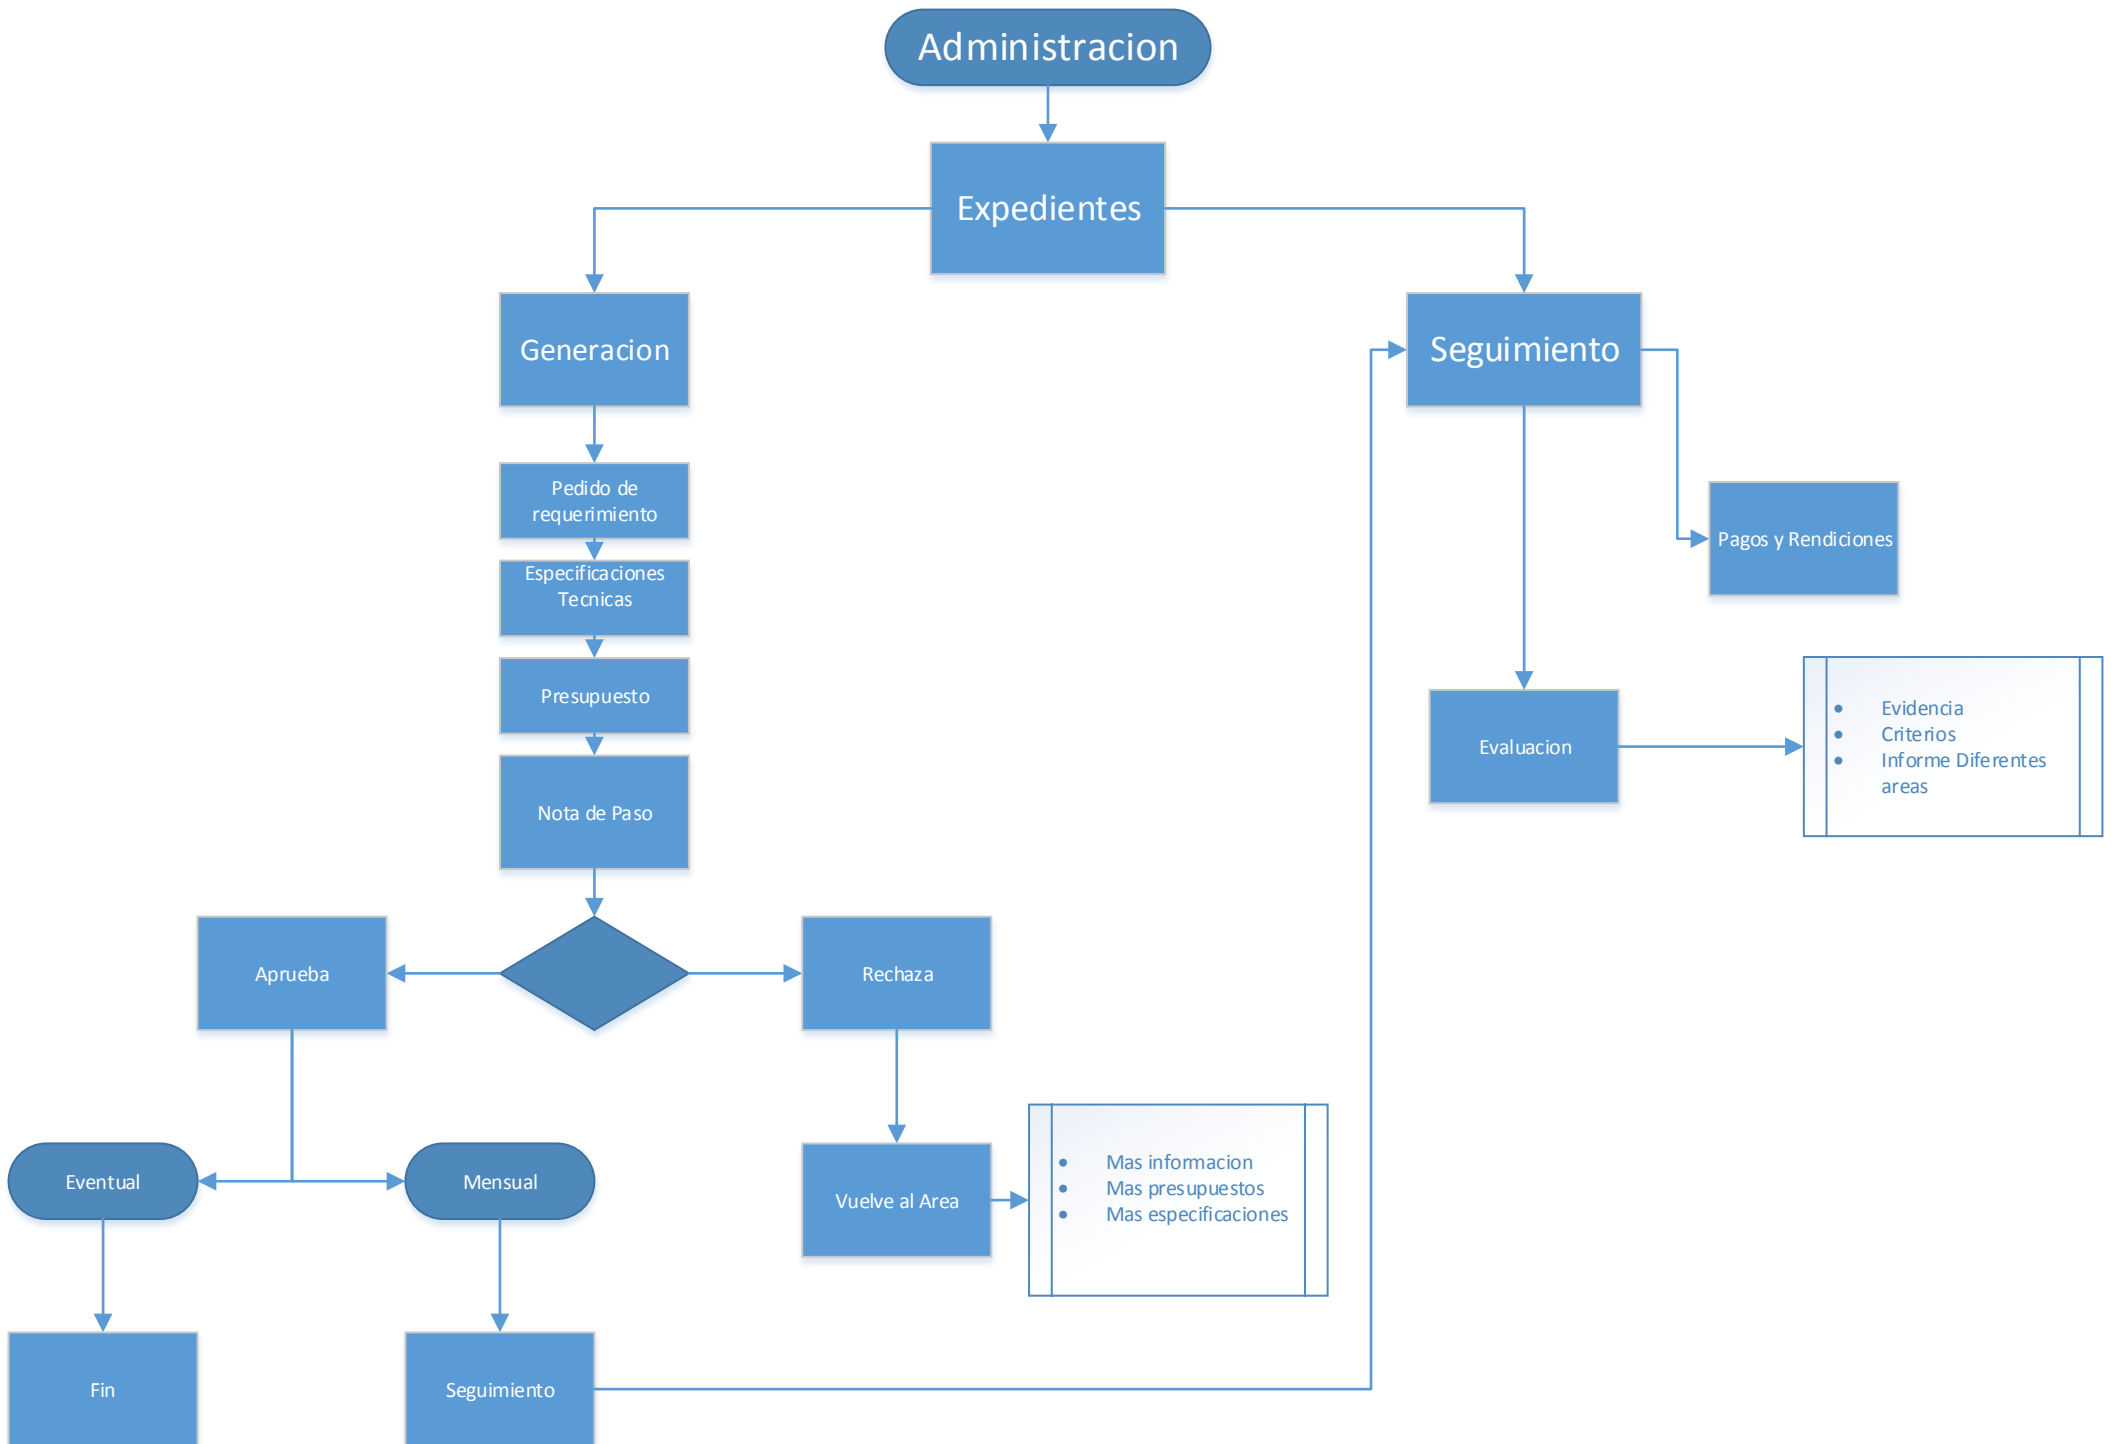 Administracion
Expedientes
Generacion
Seguimiento
Pedido de
requerimiento
Especificaciones
Tecnicas
Presupuesto
Nota de Paso
Pagos y Rendiciones
Evaluacion
• Evidencia
• Criterios
• Informe Diferentes
areas
Aprueba
Rechaza
Eventual
Mensual
Vuelve al Area
• Mas informacion
• Mas presupuestos
• Mas especificaciones
Fin
Seguimiento